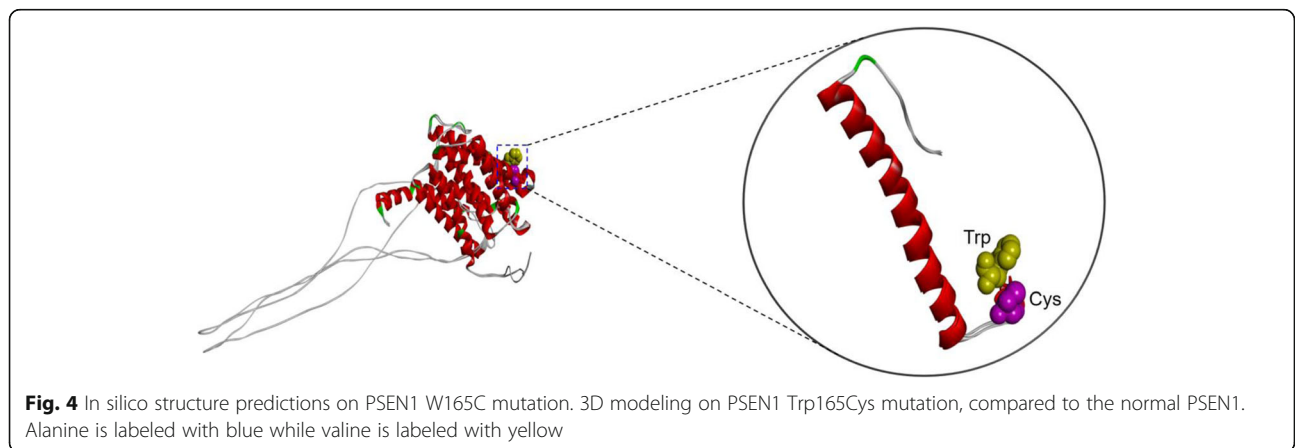 Trp
Cys
Fig. 4 In silico structure predictions on PSEN1 W165C mutation. 3D modeling on PSEN1 Trp165Cys mutation, compared to the normal PSEN1.
Alanine is labeled with blue while valine is labeled with yellow